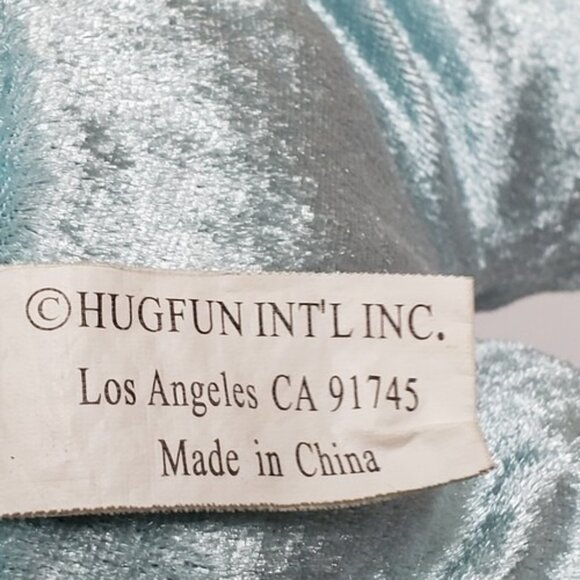 ©HUGFUN INT'L INC.
Los Angeles CA 91745
Made in China